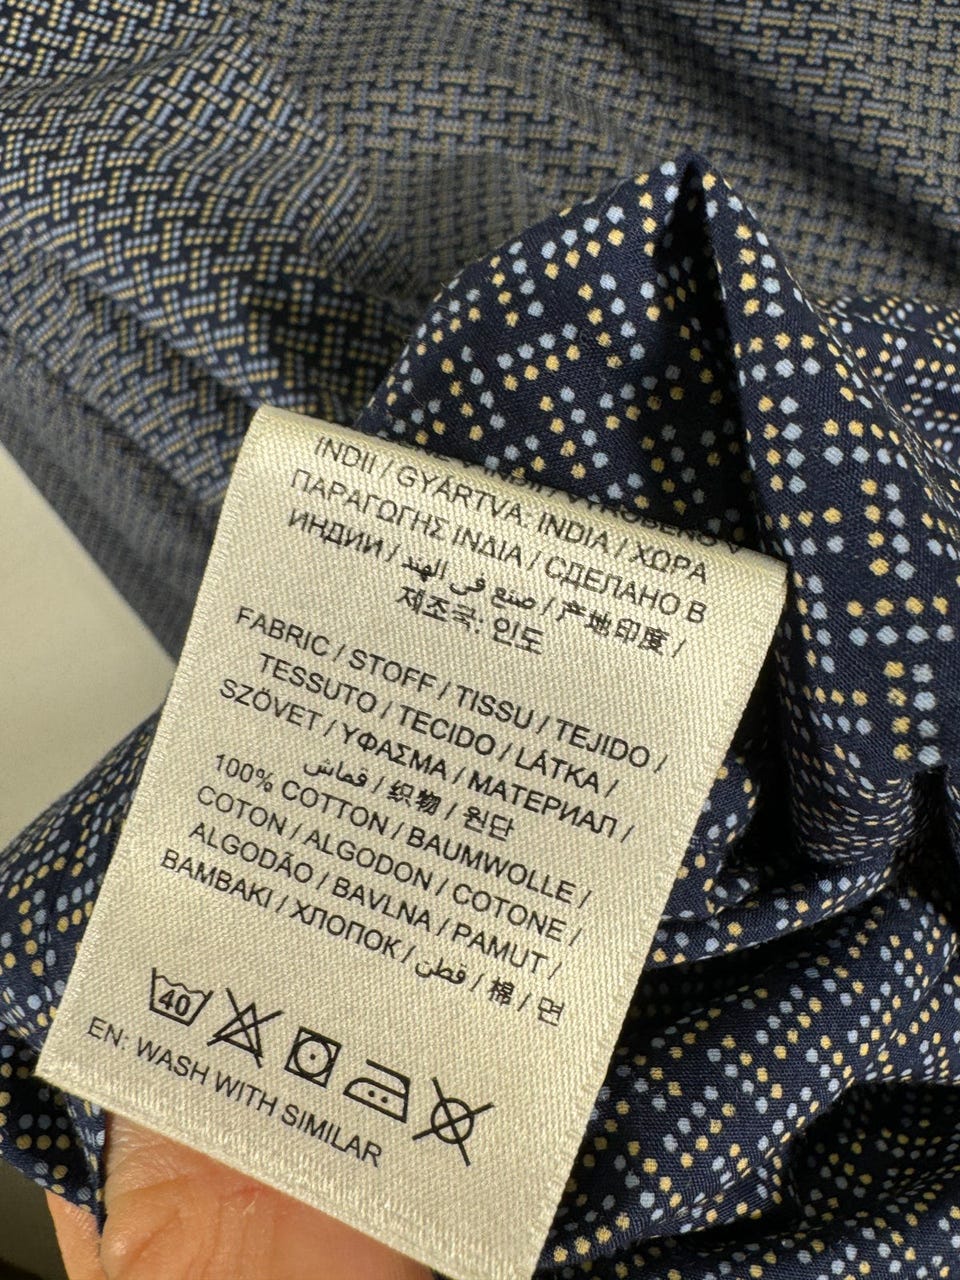 INDII / GYÁRTVA: INDIA / ΧΩΡΑ
ΠΑΡΑΓΩΓΗΣ ΙΝΔΙΑ / СДЕЛАНО В
ИНДИИ / صنع في الهند / 产地印度 /
제조국: 인도
FABRIC / STOFF / TISSU / TEJIDO /
TESSUTO / TECIDO / LÁTKA /
SZÖVET / ΥΦΑΣΜΑ / МАТЕРИАЛ /
قماش / 织物 / 원단
100% COTTON / BAUMWOLLE /
COTON / ALGODON / COTONE /
ALGODÃO / BAVLNA / PAMUT /
ΒΑΜΒΑΚΙ / ХЛОПОК / قطن / 棉 / 면
40
EN: WASH WITH SIMILAR